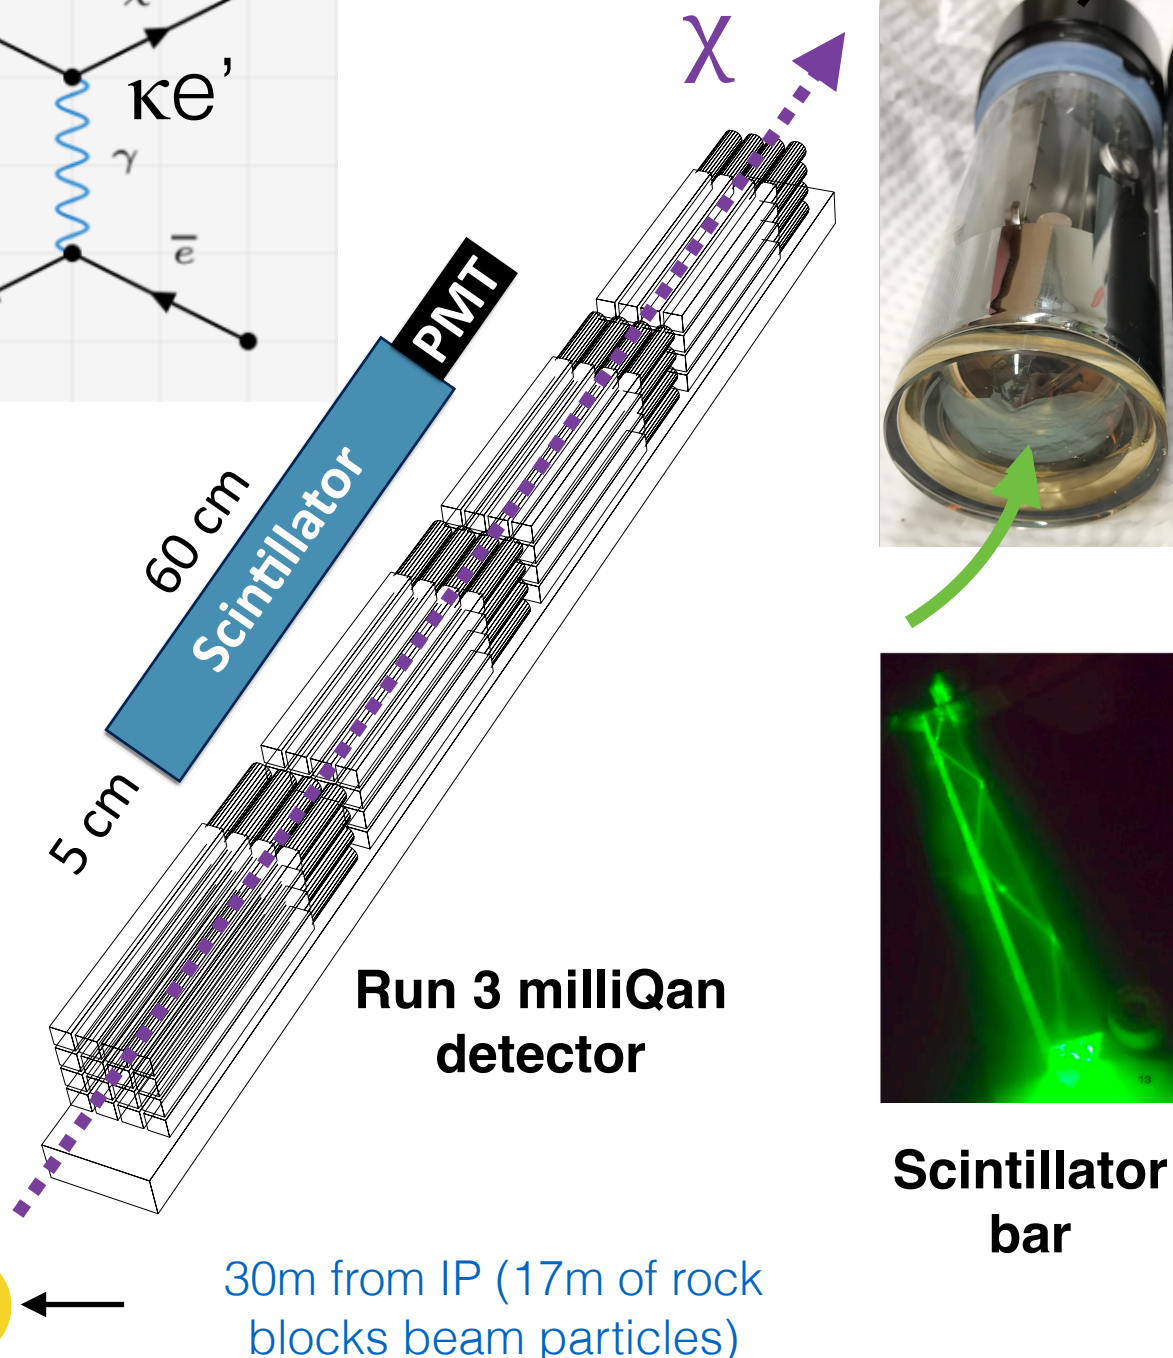 χ
κe’
γ
e
χ
PMT
Scintillator
60 cm
5 cm
Run 3 milliQan
detector
13
Scintillator
bar
30m from IP (17m of rock
blocks beam particles)